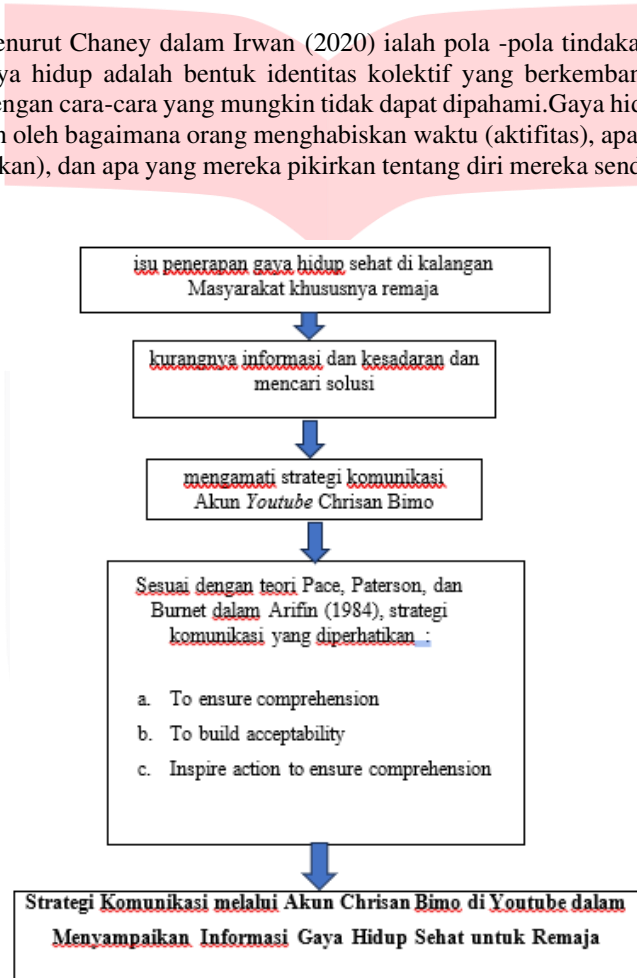 enurut Chaney dalam Irwan (2020) ialah pola -pola tindaka
ya hidup adalah bentuk identitas kolektif yang berkemban
engan cara-cara yang mungkin tidak dapat dipahami.Gaya hid
oleh bagaimana orang menghabiskan waktu (aktifitas), apa
kan), dan apa yang mereka pikirkan tentang diri mereka send
isu penerapan gaya hidup sehat di kalangan
Masyarakat khususnya remaja
kurangnya informasi dan kesadaran dan
mencari solusi
mengamati strategi komunikasi
Akun Youtube Chrisan Bimo
Sesuai dengan teori Pace, Paterson, dan
Burnet dalam Arifin (1984), strategi
komunikasi yang diperhatikan :
a. To ensure comprehension
b. To build acceptability
c. Inspire action to ensure comprehension
Strategi Komunikasi melalui Akun Chrisan Bimo di Youtube dalam
Menyampaikan Informasi Gaya Hidup Sehat untuk Remaja